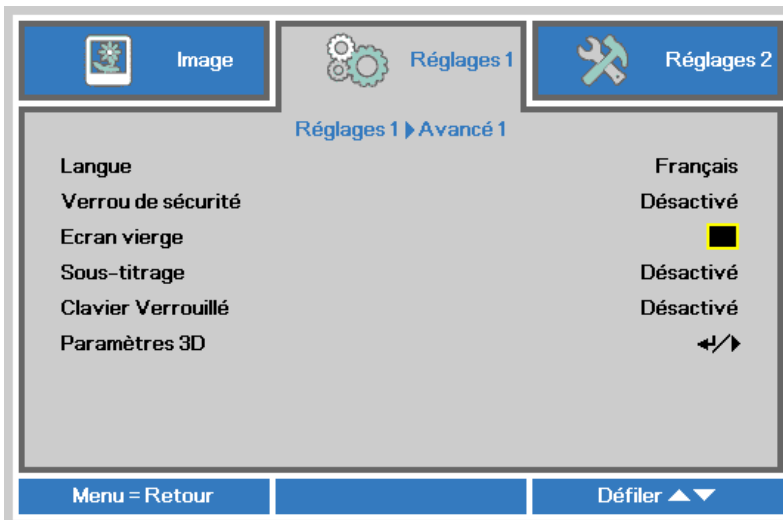 Image
Réglages 1
Réglages 2
Réglages 1 Avancé 1
Langue Français
Verrou de sécurité Désactivé
Ecran vierge
Sous-titrage Désactivé
Clavier Verrouillé Désactivé
Paramètres 3D
Menu = Retour
Défiler